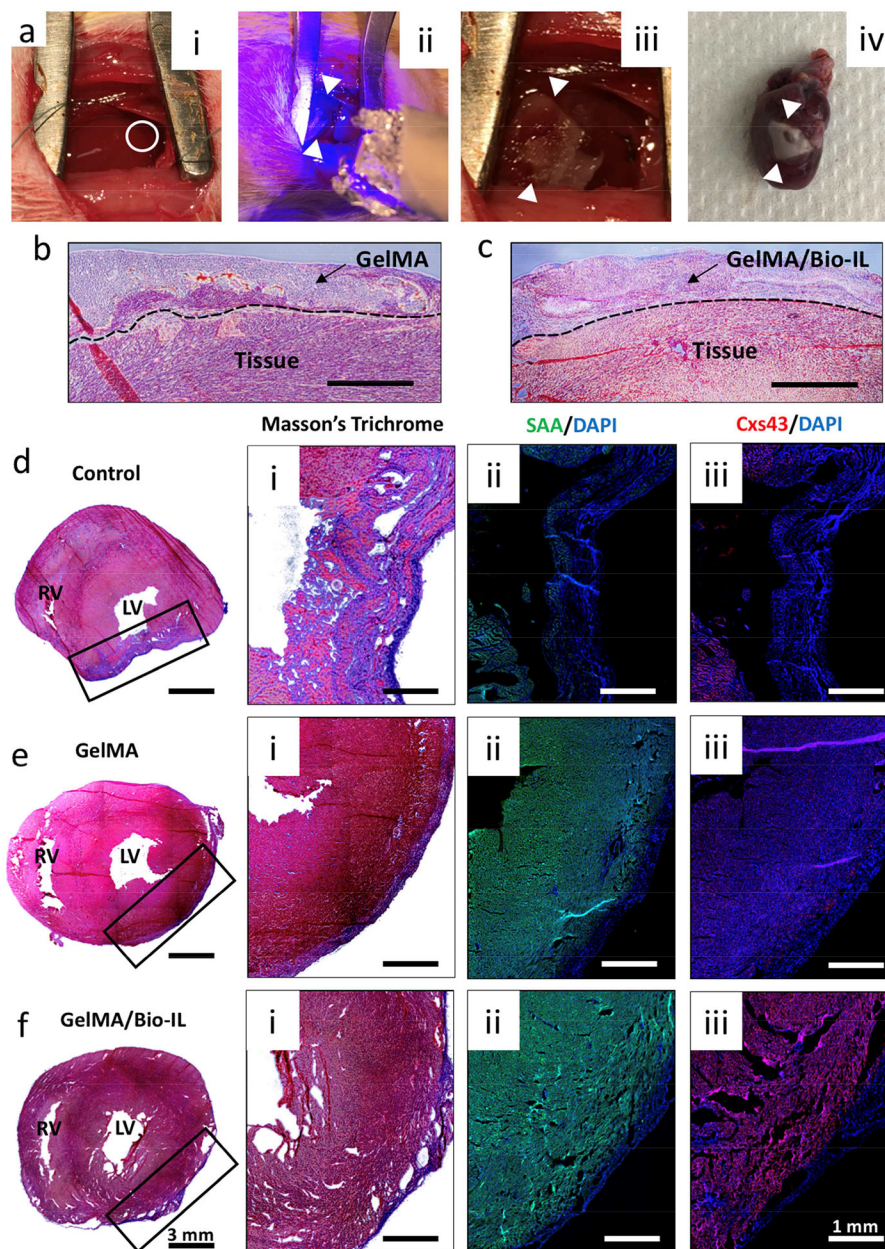 a
i
ii
iii
iv
b
GelMA
Tissue
c
GelMA/Bio-IL
Tissue
Masson's Trichrome
SAA/DAPI
Cxs43/DAPI
d
Control
RV
LV
i
ii
iii
e
GelMA
RV
LV
i
ii
iii
f
GelMA/Bio-IL
RV
LV
3 mm
i
ii
iii
1 mm